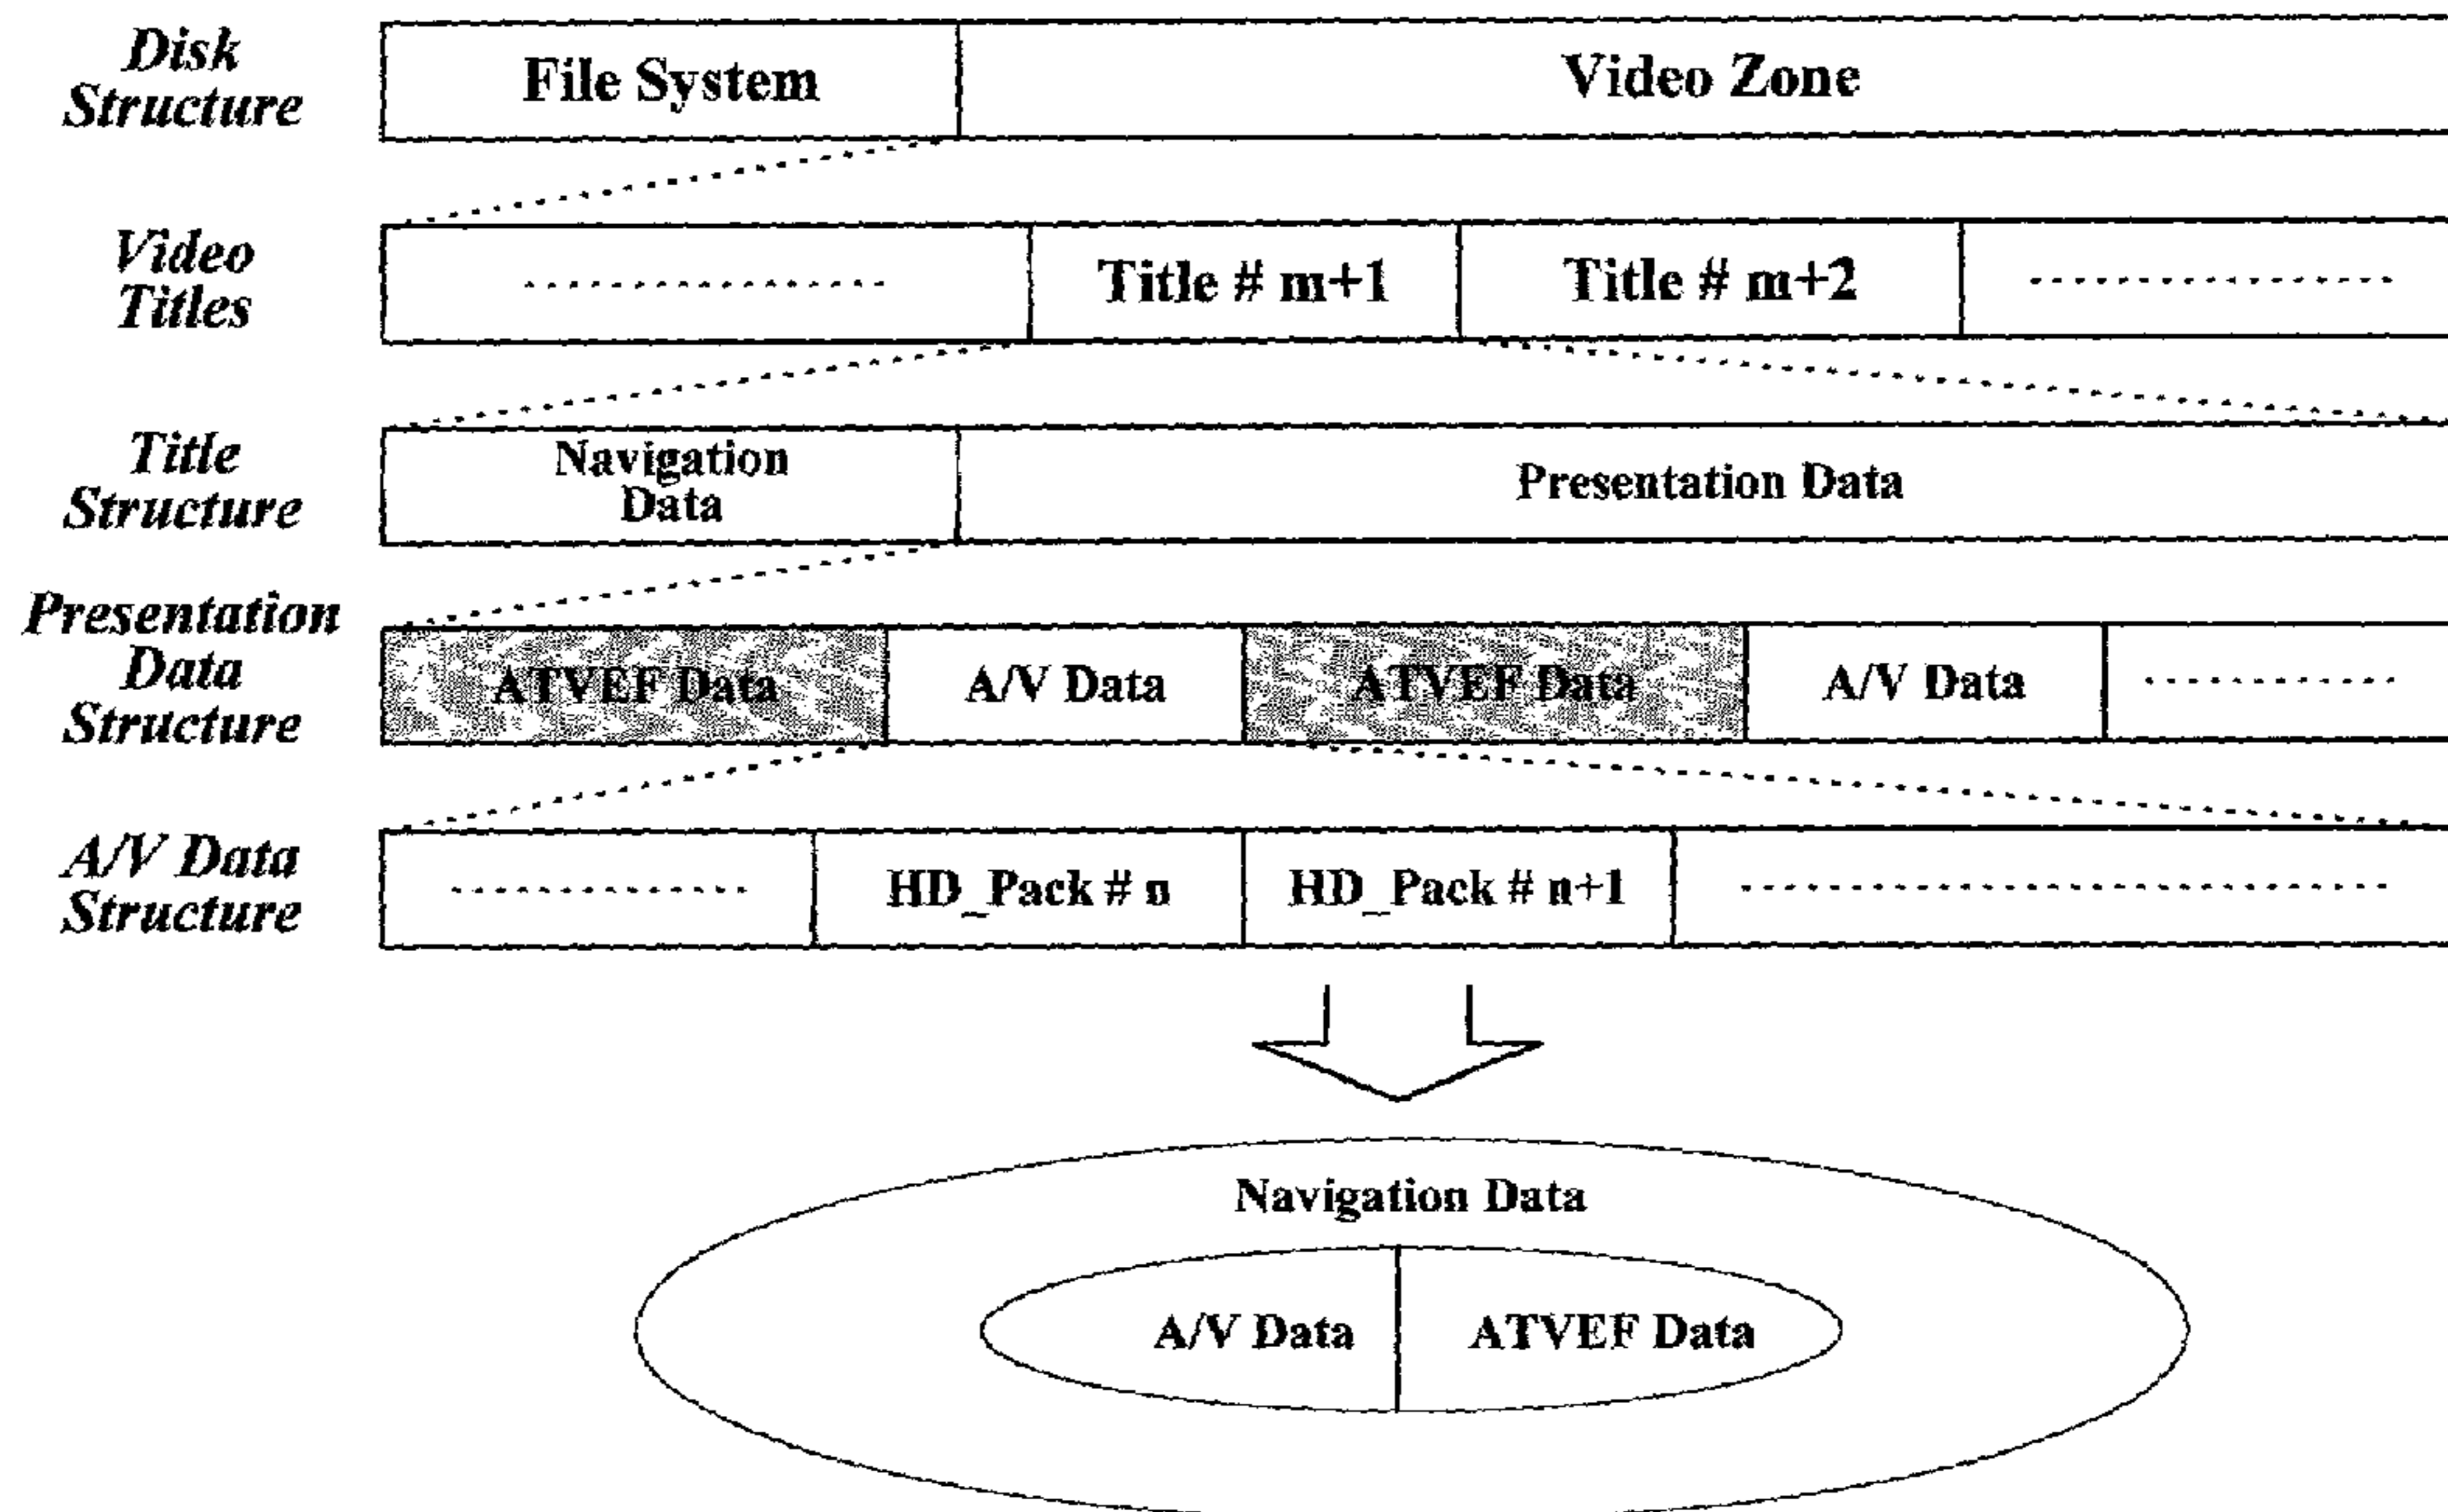 Disk
Structure
File System
Video Zone
Video
Titles
Title # m+1
Title # m+2
Title
Structure
Navigation
Data
Presentation Data
Presentation
Data
Structure
ATVEF Data
A/V Data
ATVEF Data
A/V Data
A/V Data
Structure
HD_Pack # n
HD_Pack # n+1
Navigation Data
A/V Data
ATVEF Data